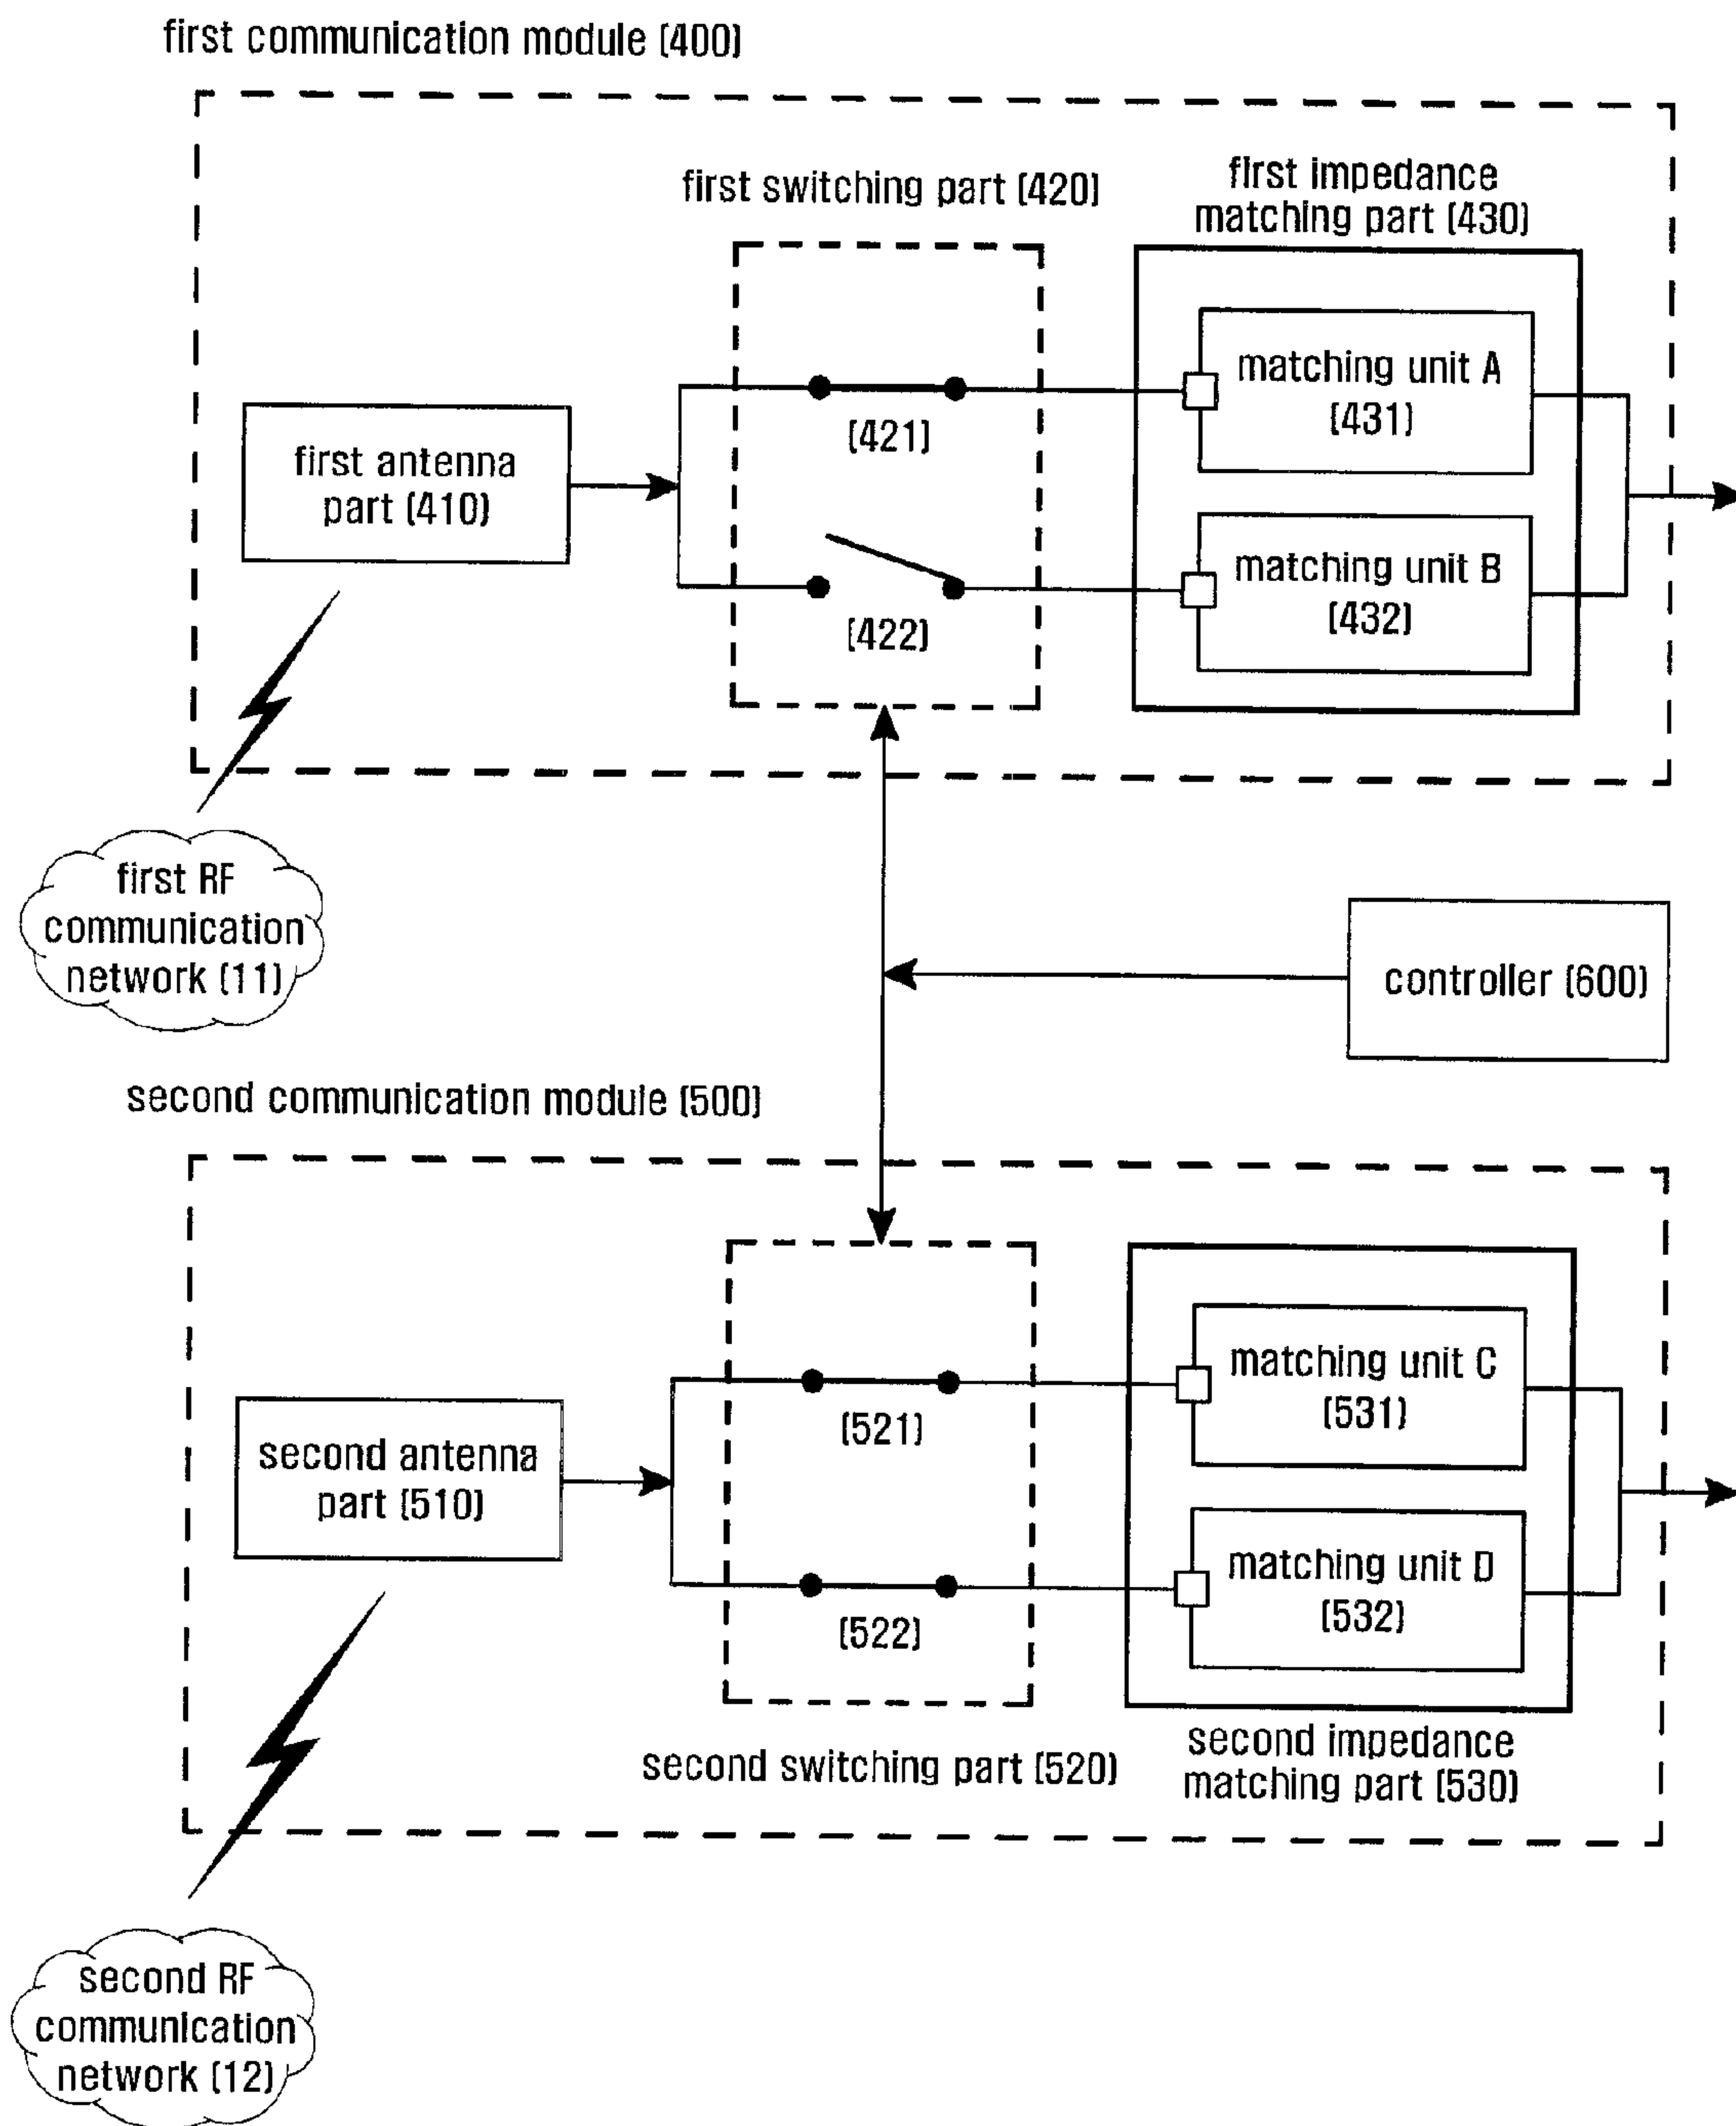 first communication module (400)
first switching part (420)
first impedance
matching part (430)
matching unit A
(431)
(421)
first antenna
part (410)
matching unit B
(432)
(422)
first RF
communication
network (11)
controller (600)
second communication module (500)
matching unit C
(531)
(521)
second antenna
part (510)
matching unit D
(532)
(522)
second switching part (520)
second impedance
matching part (530)
second RF
communication
network (12)